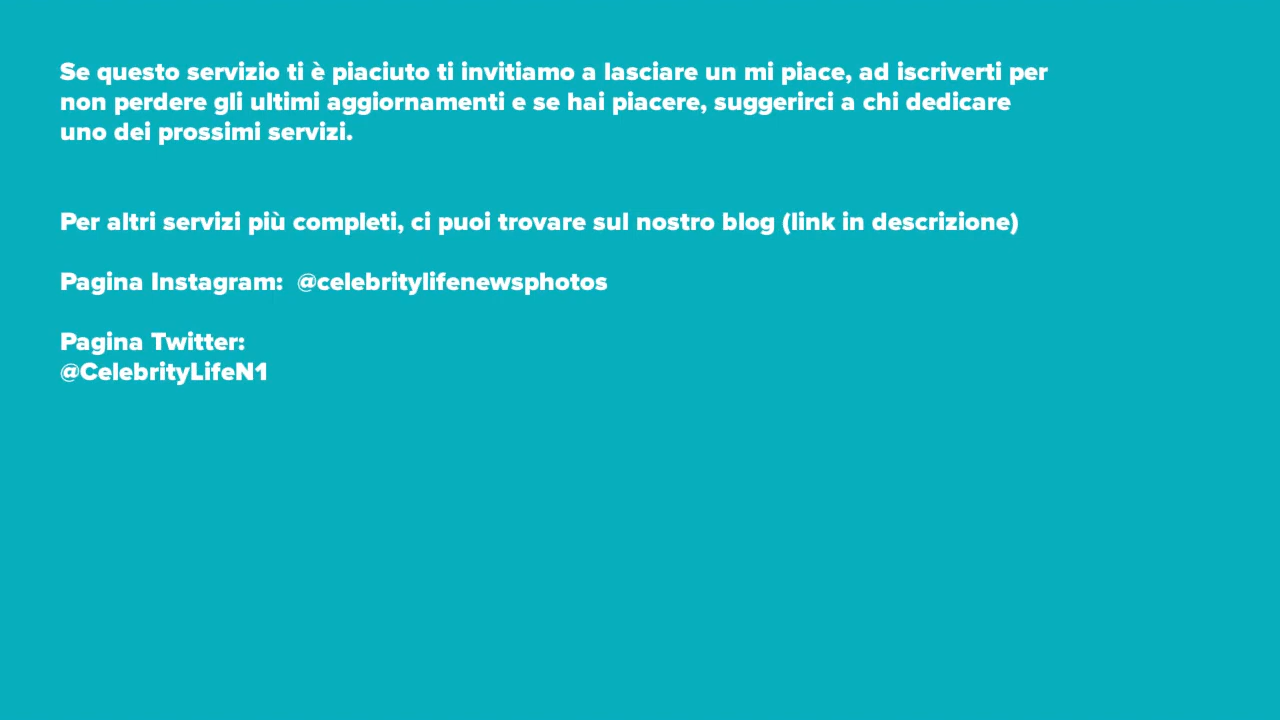 Se questo servizio ti è piaciuto ti invitiamo a lasciare un mi piace, ad iscriverti per
non perdere gli ultimi aggiornamenti e se hai piacere, suggerirci a chi dedicare
uno dei prossimi servizi.
Per altri servizi più completi, ci puoi trovare sul nostro blog (link in descrizione)
Pagina Instagram:  @celebritylifenewsphotos
Pagina Twitter:
@CelebrityLifeN1